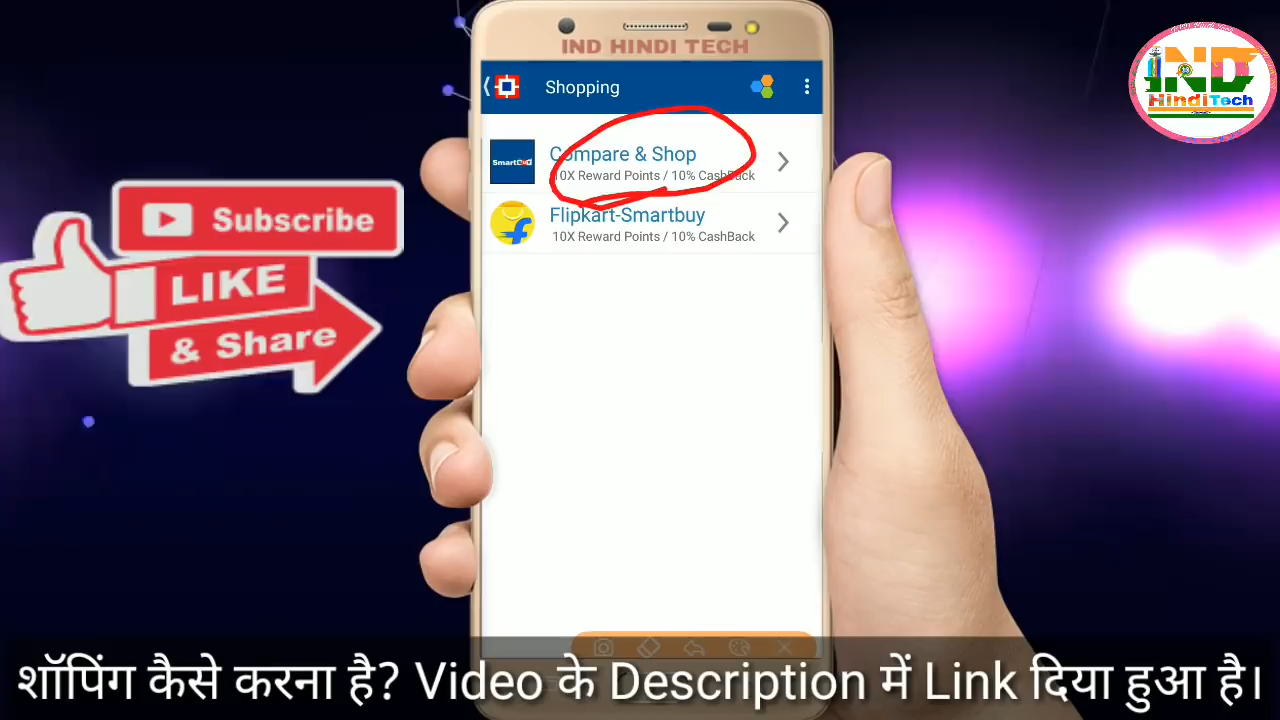 IND HINDI TECH
IND
HindiTech
Shopping
SmartBuy
Compare & Shop
10X Reward Points / 10% CashBack
Flipkart-Smartbuy
10X Reward Points / 10% CashBack
Subscribe
LIKE
& Share
शॉपिंग कैसे करना है? Video के Description में Link दिया हुआ है।